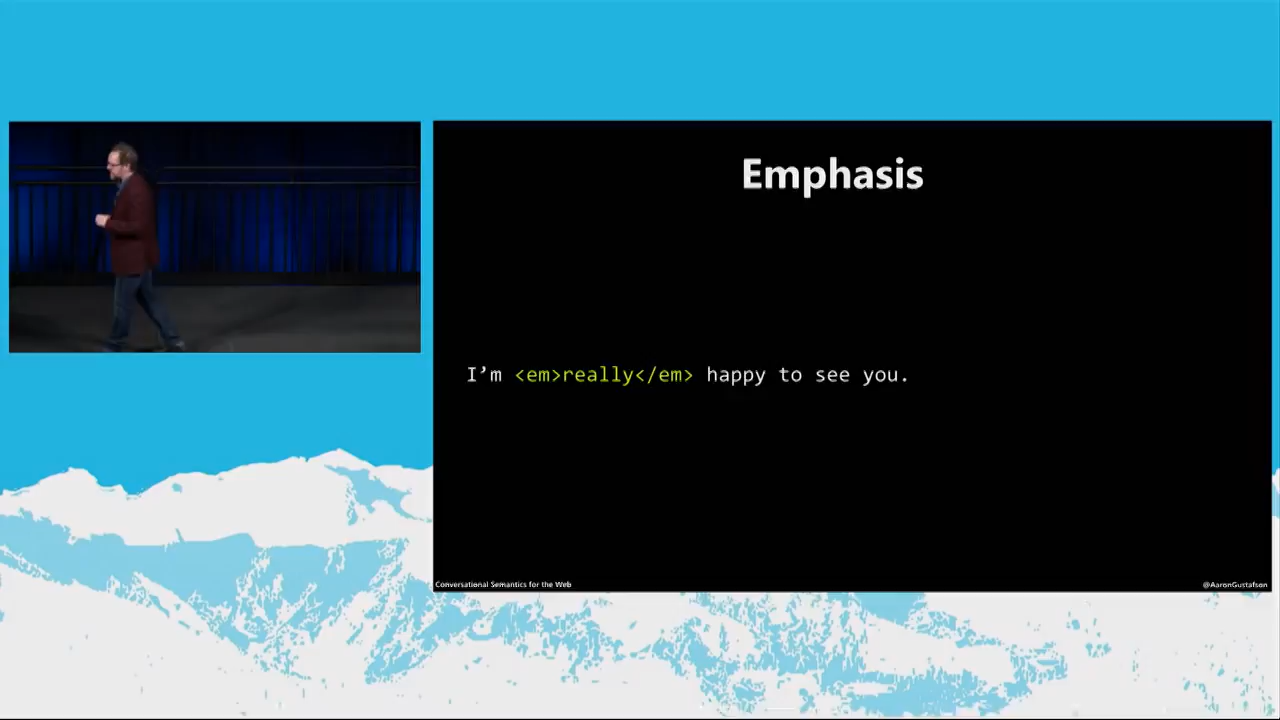 Emphasis
I’m <em>really</em> happy to see you.
Conversational Semantics for the Web
@AaronGustafson